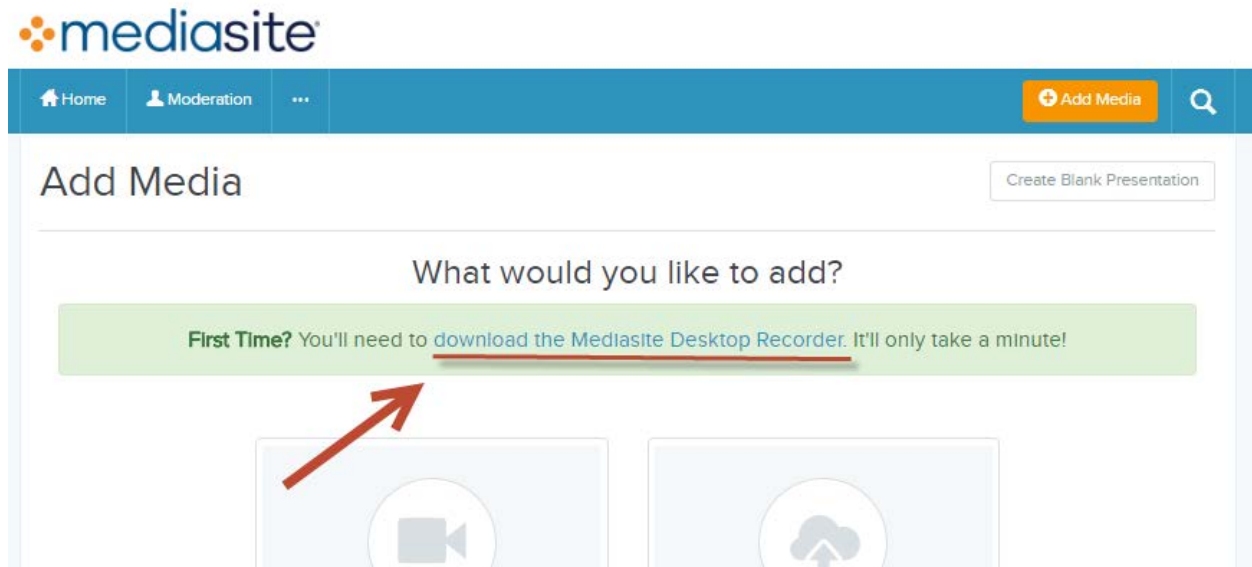 mediasite
Home Moderation ... Add Media
Add Media
Create Blank Presentation
What would you like to add?
First Time? You'll need to download the Mediasite Desktop Recorder. It'll only take a minute!